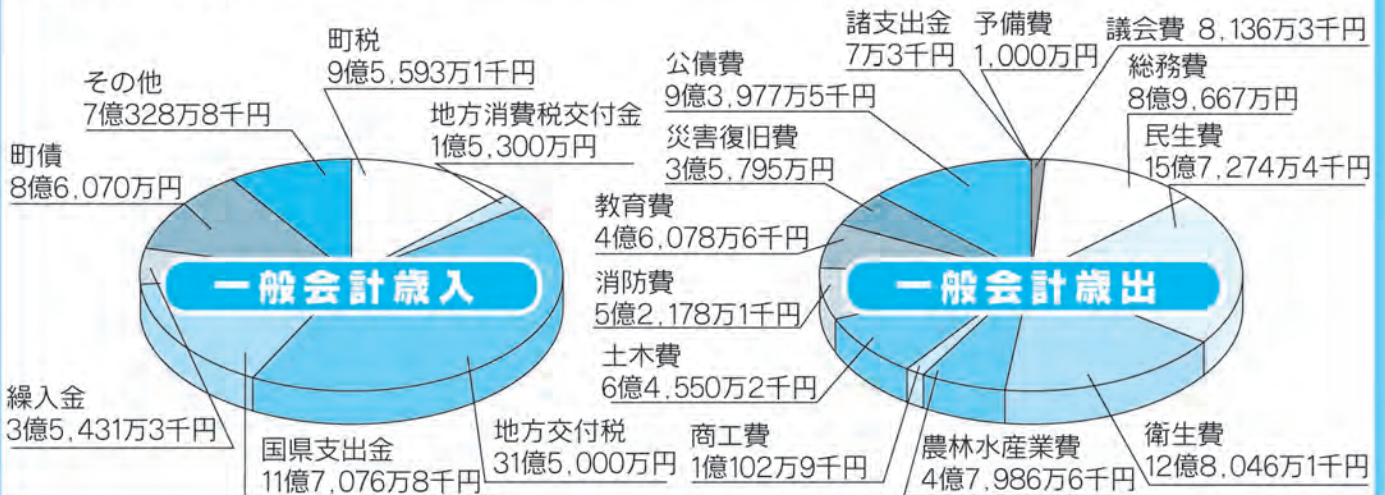 一般会計歳入
町税
9億5,593万1千円
地方消費税交付金
1億5,300万円
地方交付税
31億5,000万円
国県支出金
11億7,076万8千円
繰入金
3億5,431万3千円
町債
8億6,070万円
その他
7億328万8千円
一般会計歳出
議会費 8,136万3千円
総務費
8億9,667万円
民生費
15億7,274万4千円
衛生費
12億8,046万1千円
農林水産業費
4億7,986万6千円
商工費
1億102万9千円
土木費
6億4,550万2千円
消防費
5億2,178万1千円
教育費
4億6,078万6千円
災害復旧費
3億5,795万円
公債費
9億3,977万5千円
諸支出金
7万3千円
予備費
1,000万円